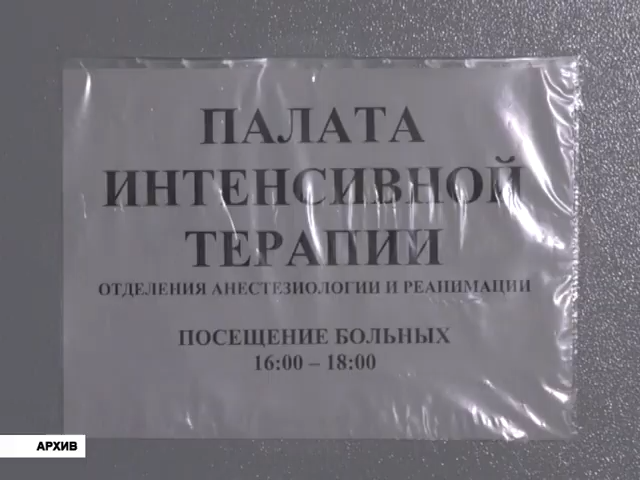 ПАЛАТА
ИНТЕНСИВНОЙ
ТЕРАПИИ
ОТДЕЛЕНИЯ АНЕСТЕЗИОЛОГИИ И РЕАНИМАЦИИ
ПОСЕЩЕНИЕ БОЛЬНЫХ
16:00 – 18:00
АРХИВ